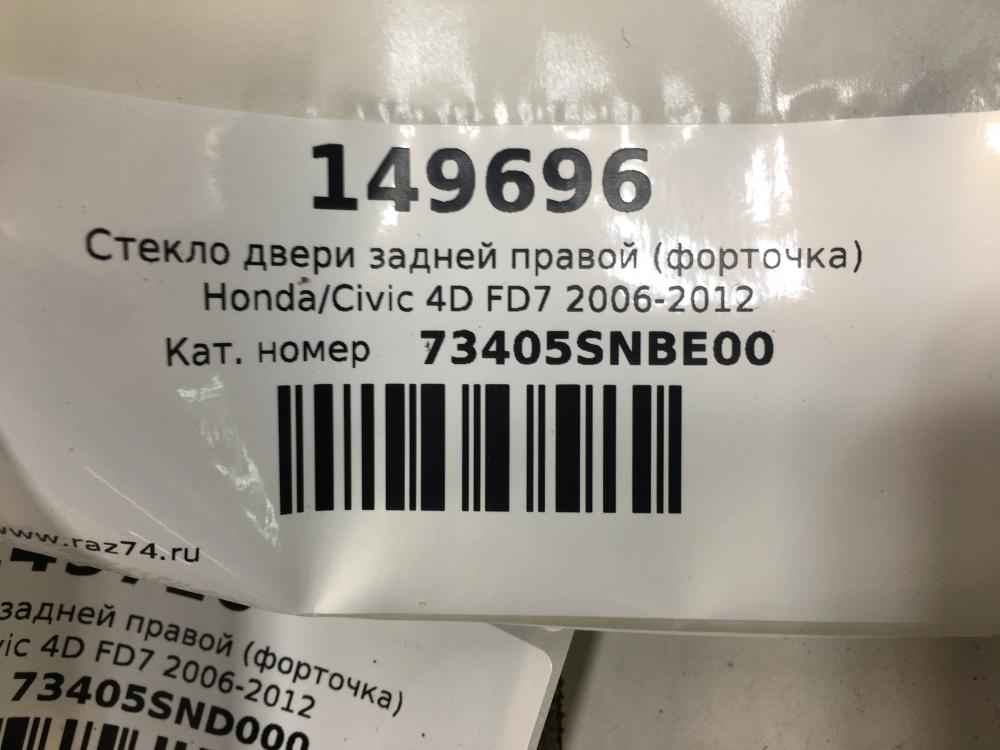 149696
Стекло двери задней правой (форточка)
Honda/Civic 4D FD7 2006-2012
Кат. номер 73405SNBE00
www.raz74.ru
задней правой (форточка)
4D FD7 2006-2012
73405SND000